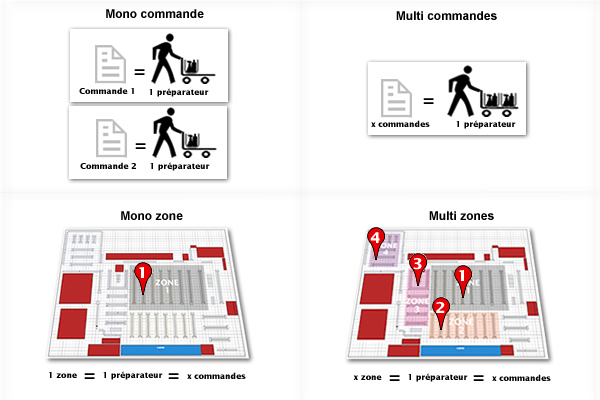 Mono commande
Multi commandes
Commande 1 = 1 préparateur
Commande 2 = 1 préparateur
x commandes = 1 préparateur
Mono zone
Multi zones
1
ZONE
4
ZONE
3
1
ZONE
3
2
ZONE
1 zone = 1 préparateur = x commandes
x zone = 1 préparateur = x commandes